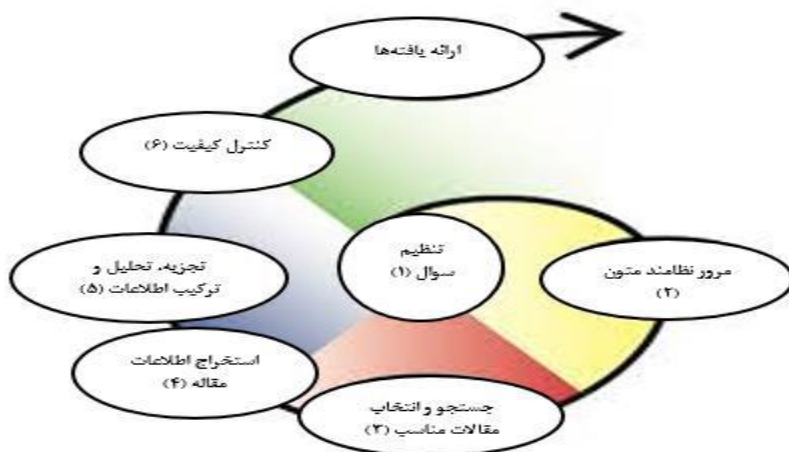 ارائه یافته‌ها
کنترل کیفیت (۶)
تنظیم
سوال (۱)
مرور نظامند متون
(۲)
تجزیه، تحلیل و
ترکیب اطلاعات (۵)
استخراج اطلاعات
مقاله (۴)
جستجو و انتخاب
مقالات مناسب (۳)